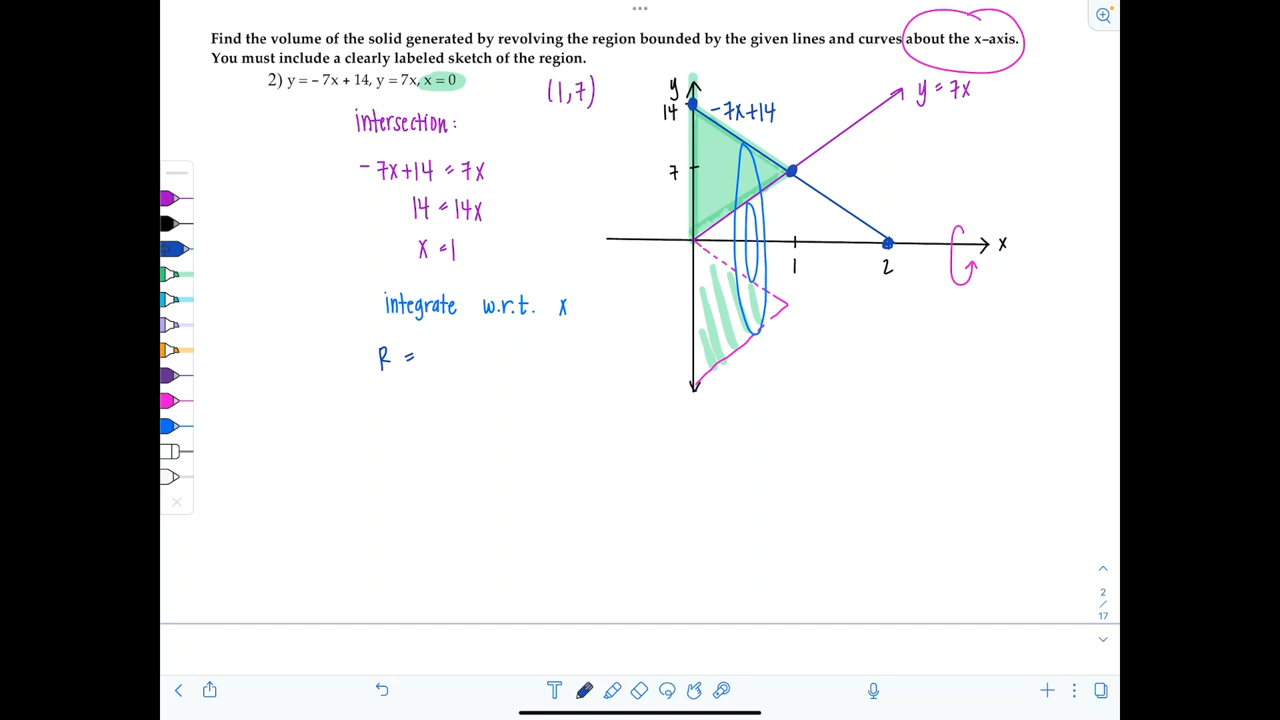 Find the volume of the solid generated by revolving the region bounded by the given lines and curves about the x-axis.
You must include a clearly labeled sketch of the region.
2) y = - 7x + 14, y = 7x, x = 0
(1,7)
intersection:
-7x+14 = 7x
14 = 14x
x = 1
integrate w.r.t. x
R =
y
14
-7x+14
y = 7x
7
x
1
2
2
/
17
T